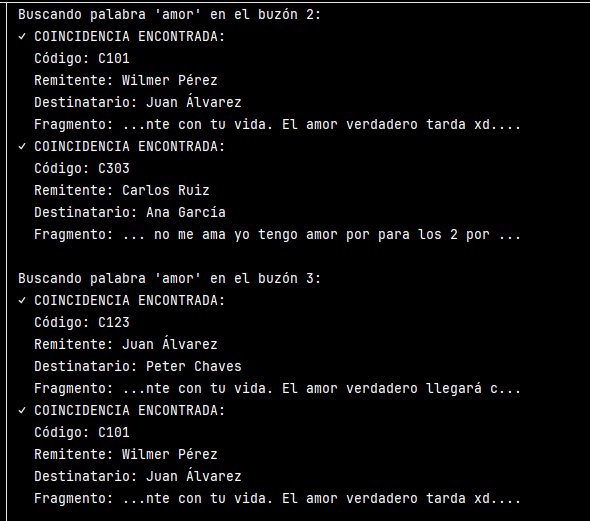 Buscando palabra 'amor' en el buzón 2:
✓ COINCIDENCIA ENCONTRADA:
Código: C101
Remitente: Wilmer Pérez
Destinatario: Juan Álvarez
Fragmento: ...nte con tu vida. El amor verdadero tarda xd....
✓ COINCIDENCIA ENCONTRADA:
Código: C303
Remitente: Carlos Ruiz
Destinatario: Ana García
Fragmento: ... no me ama yo tengo amor por para los 2 por ...
Buscando palabra 'amor' en el buzón 3:
✓ COINCIDENCIA ENCONTRADA:
Código: C123
Remitente: Juan Álvarez
Destinatario: Peter Chaves
Fragmento: ...nte con tu vida. El amor verdadero llegará c...
✓ COINCIDENCIA ENCONTRADA:
Código: C101
Remitente: Wilmer Pérez
Destinatario: Juan Álvarez
Fragmento: ...nte con tu vida. El amor verdadero tarda xd....